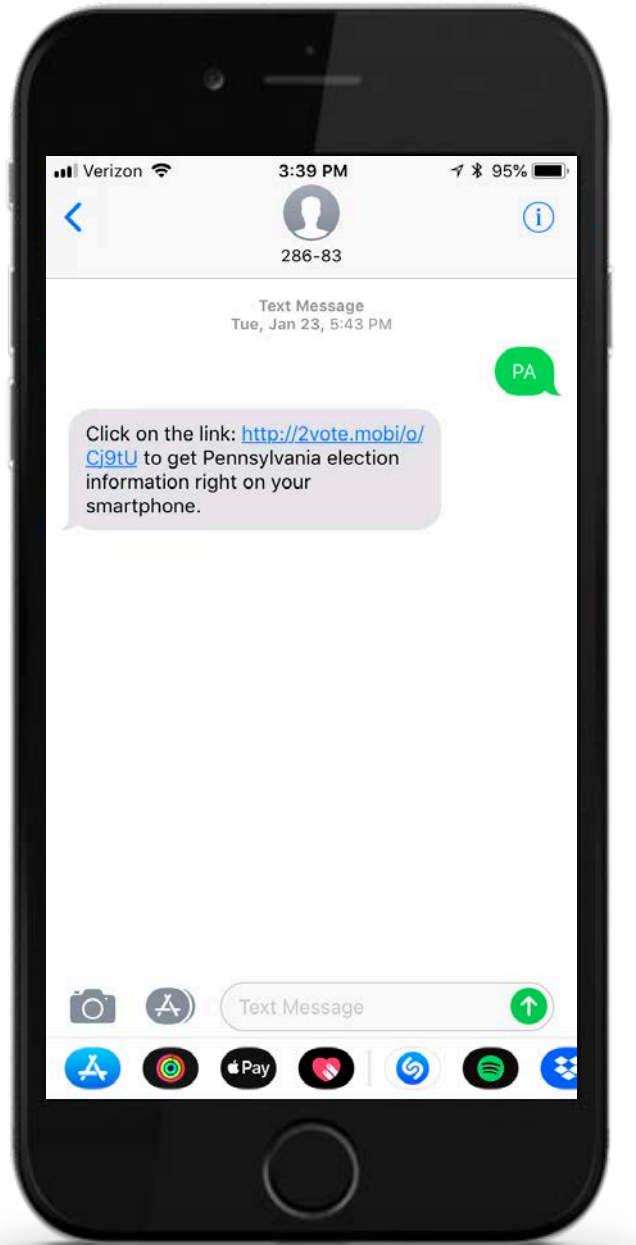 Verizon 3:39 PM 95%
286-83
Text Message
Tue, Jan 23, 5:43 PM
PA
Click on the link: http://2vote.mobi/o/
Cj9tU to get Pennsylvania election
information right on your
smartphone.
Text Message
Pay